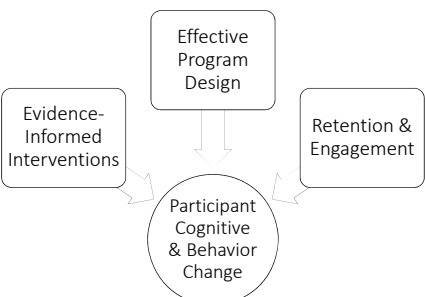 Effective
Program
Design
Evidence-
Informed
Interventions
Retention &
Engagement
Participant
Cognitive
& Behavior
Change